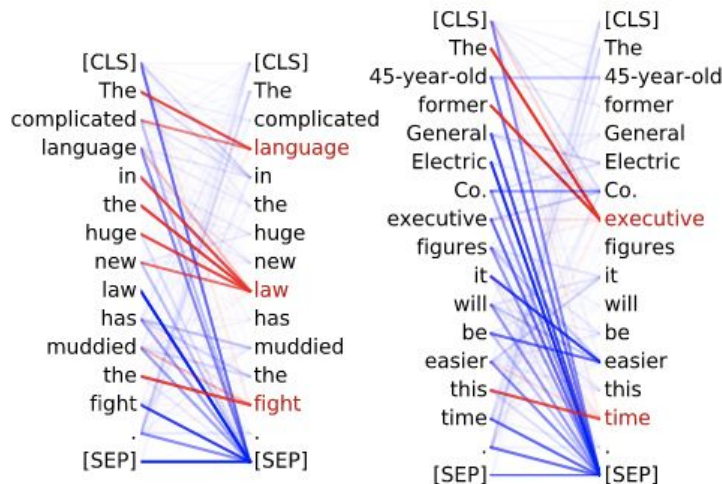 [CLS] [CLS]
The The
complicated complicated
language language
in in
the the
huge huge
new new
law law
has has
muddied muddied
the the
fight fight
. .
[SEP] [SEP]
[CLS] [CLS]
The The
45-year-old 45-year-old
former former
General General
Electric Electric
Co. Co.
executive executive
figures figures
it it
will will
be be
easier easier
this this
time time
. .
[SEP] [SEP]